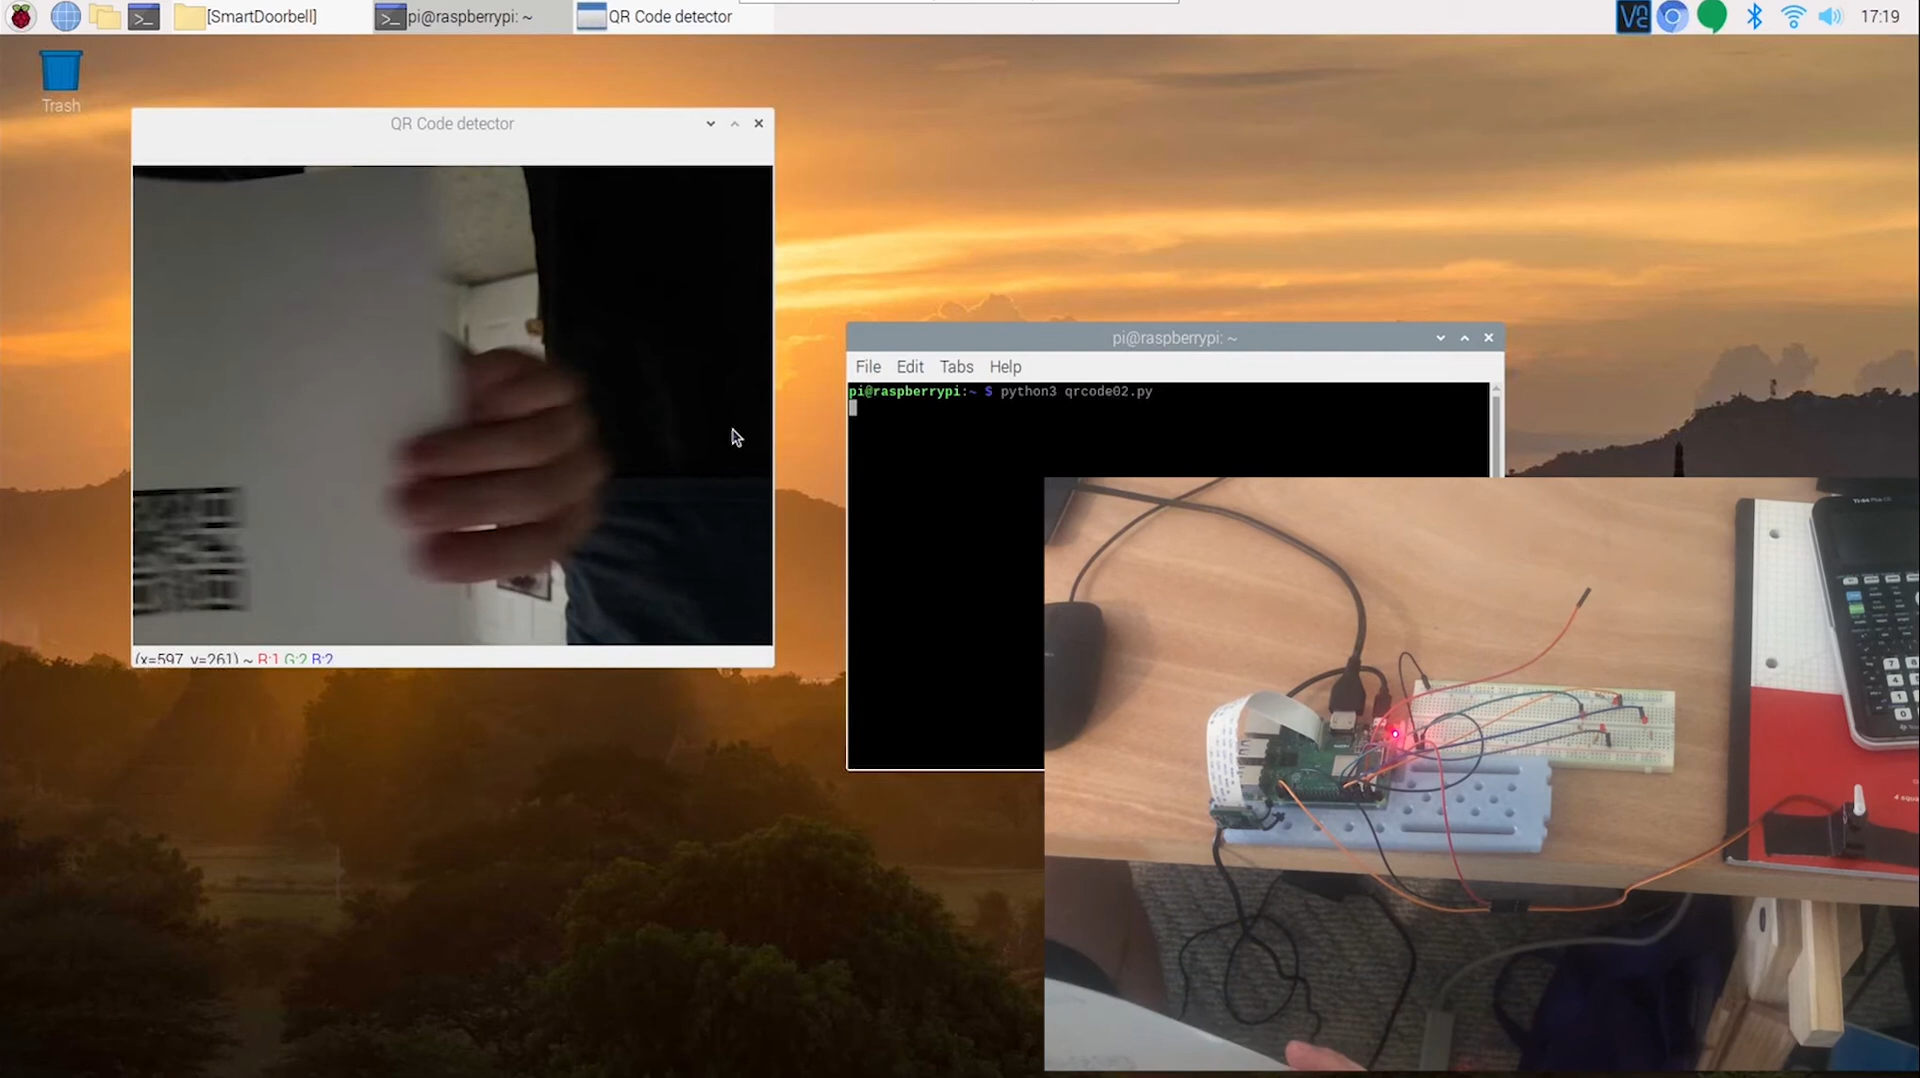 [SmartDoorbell]
pi@raspberrypi: ~
QR Code detector
17:19
Trash
QR Code detector
(x=597, y=261) ~ R:1 G:2 B:2
pi@raspberrypi: ~
File Edit Tabs Help
pi@raspberrypi:~ $ python3 qrcode02.py